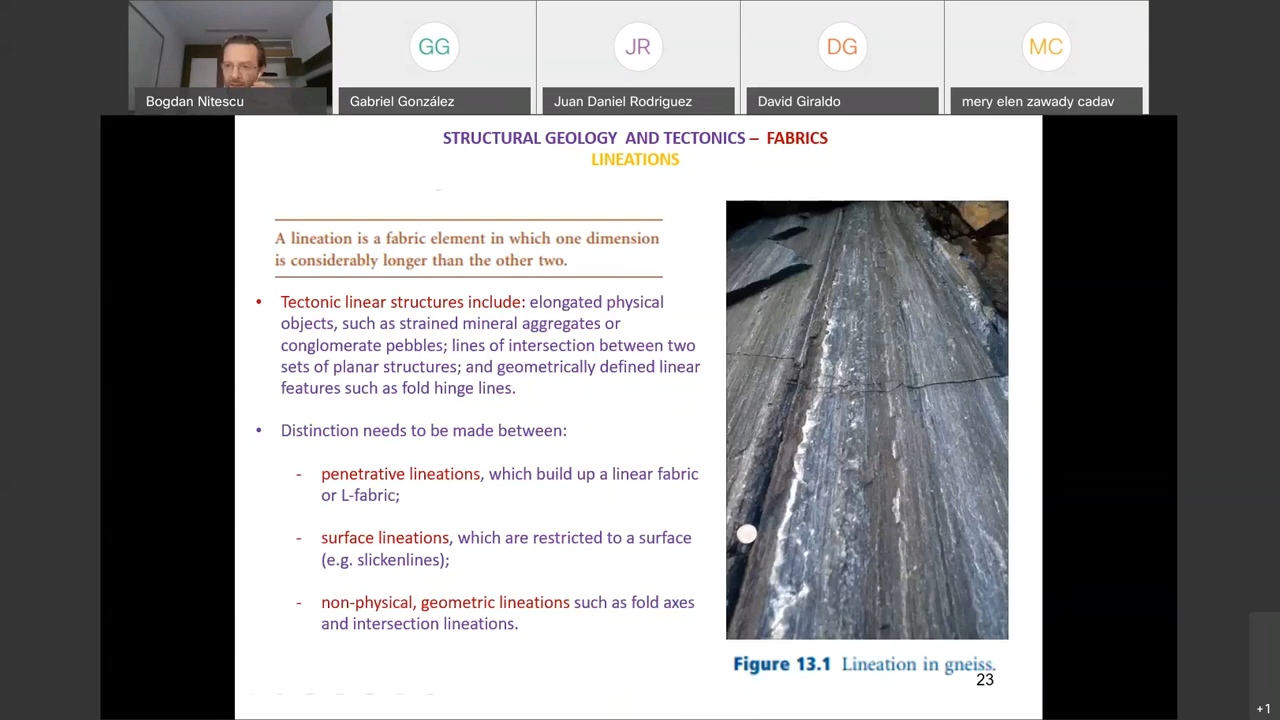 GG
JR
DG
MC
Bogdan Nitescu
Gabriel González
Juan Daniel Rodriguez
David Giraldo
mery elen zawady cadav
STRUCTURAL GEOLOGY AND TECTONICS – FABRICS
LINEATIONS
A lineation is a fabric element in which one dimension
is considerably longer than the other two.
• Tectonic linear structures include: elongated physical
objects, such as strained mineral aggregates or
conglomerate pebbles; lines of intersection between two
sets of planar structures; and geometrically defined linear
features such as fold hinge lines.
• Distinction needs to be made between:
- penetrative lineations, which build up a linear fabric
or L-fabric;
- surface lineations, which are restricted to a surface
(e.g. slickenlines);
- non-physical, geometric lineations such as fold axes
and intersection lineations.
Figure 13.1 Lineation in gneiss.
23
+1